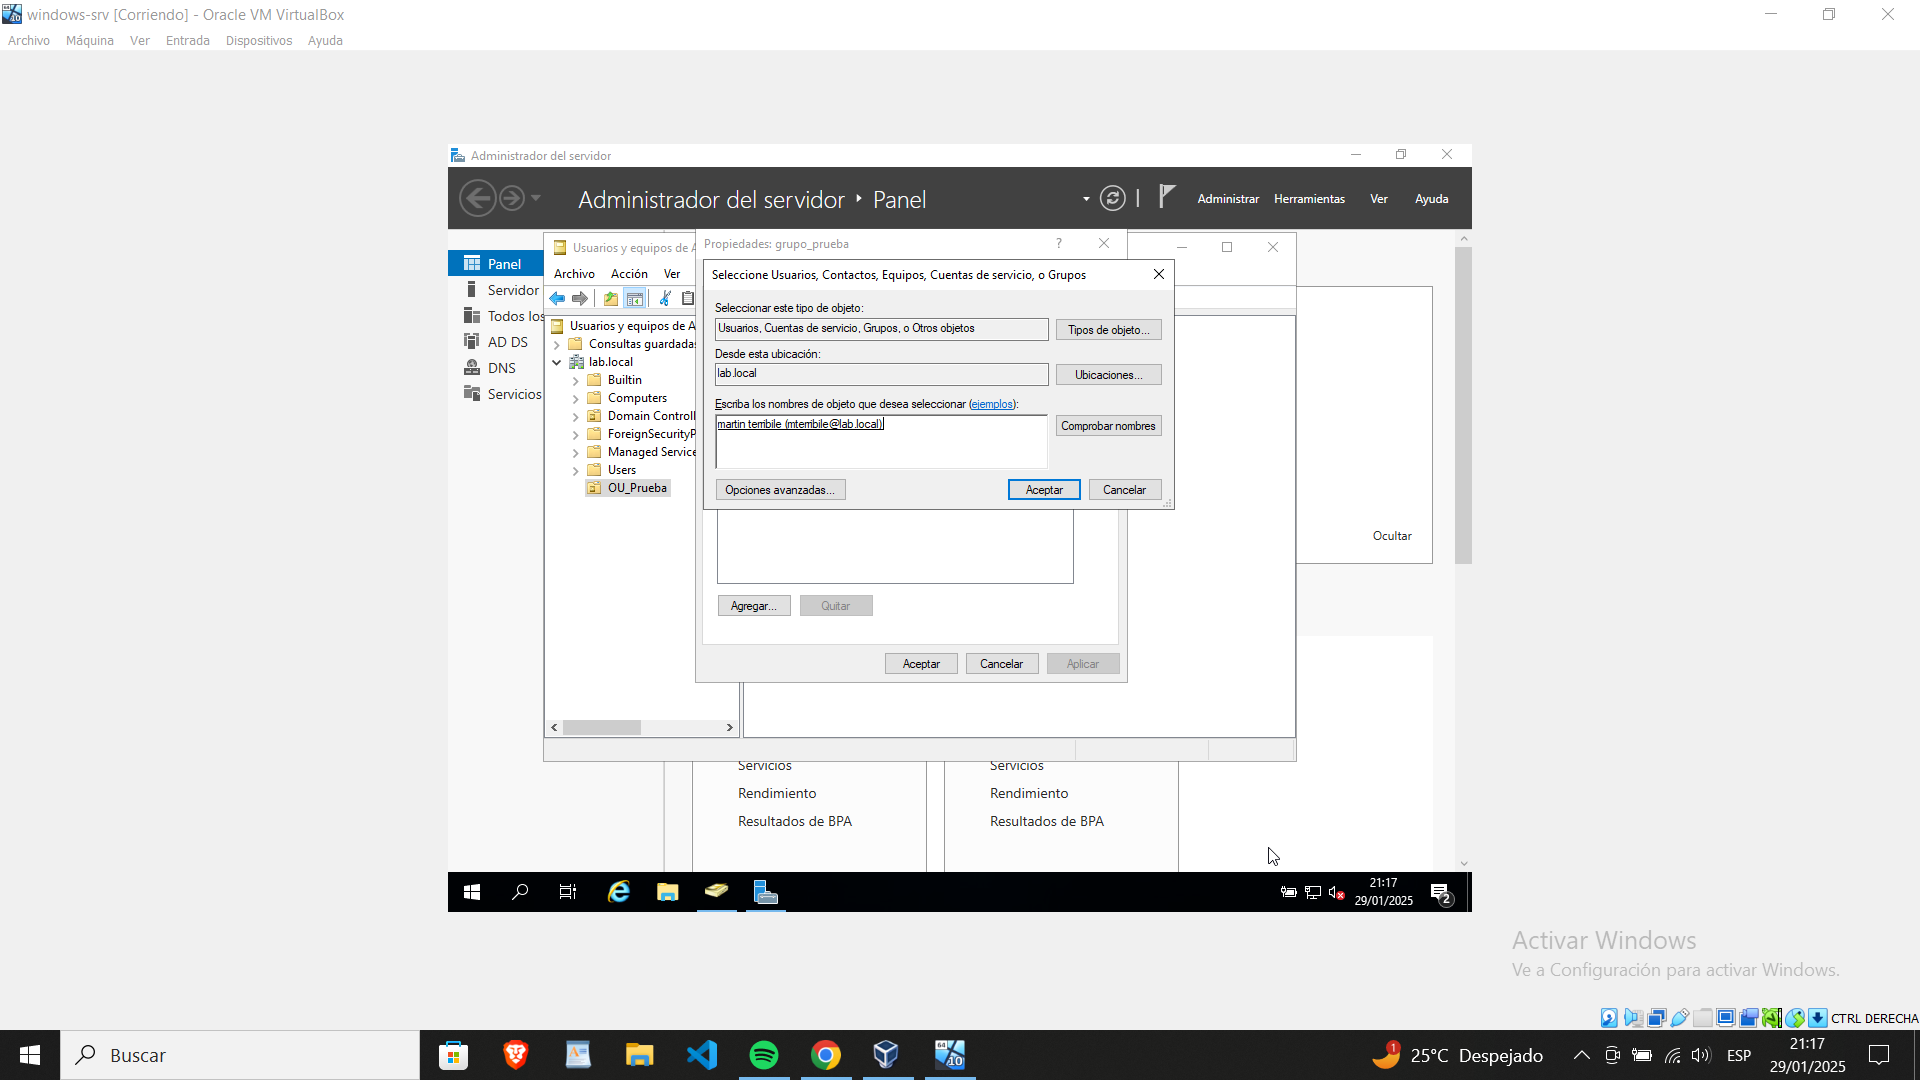 windows-srv [Corriendo] - Oracle VM VirtualBox
Archivo Máquina Ver Entrada Dispositivos Ayuda
Administrador del servidor
Administrador del servidor Panel
Administrar Herramientas Ver Ayuda
Panel
Servidor
Todos los
AD DS
DNS
Servicios
Usuarios y equipos de A
Archivo Acción Ver
Usuarios y equipos de A
Consultas guardadas
lab.local
Builtin
Computers
Domain Controll
ForeignSecurityP
Managed Service
Users
OU_Prueba
Propiedades: grupo_prueba
?
Seleccione Usuarios, Contactos, Equipos, Cuentas de servicio, o Grupos
Seleccionar este tipo de objeto:
Usuarios, Cuentas de servicio, Grupos, o Otros objetos
Tipos de objeto...
Desde esta ubicación:
lab.local
Ubicaciones...
Escriba los nombres de objeto que desea seleccionar (ejemplos):
martin terribile (mterribile@lab.local)
Comprobar nombres
Opciones avanzadas...
Aceptar
Cancelar
Agregar...
Quitar
Aceptar
Cancelar
Aplicar
Ocultar
Servicios
Rendimiento
Resultados de BPA
Servicios
Rendimiento
Resultados de BPA
21:17
29/01/2025
2
Activar Windows
Ve a Configuración para activar Windows.
CTRL DERECHA
Buscar
64
10
1
25°C Despejado
ESP
21:17
29/01/2025